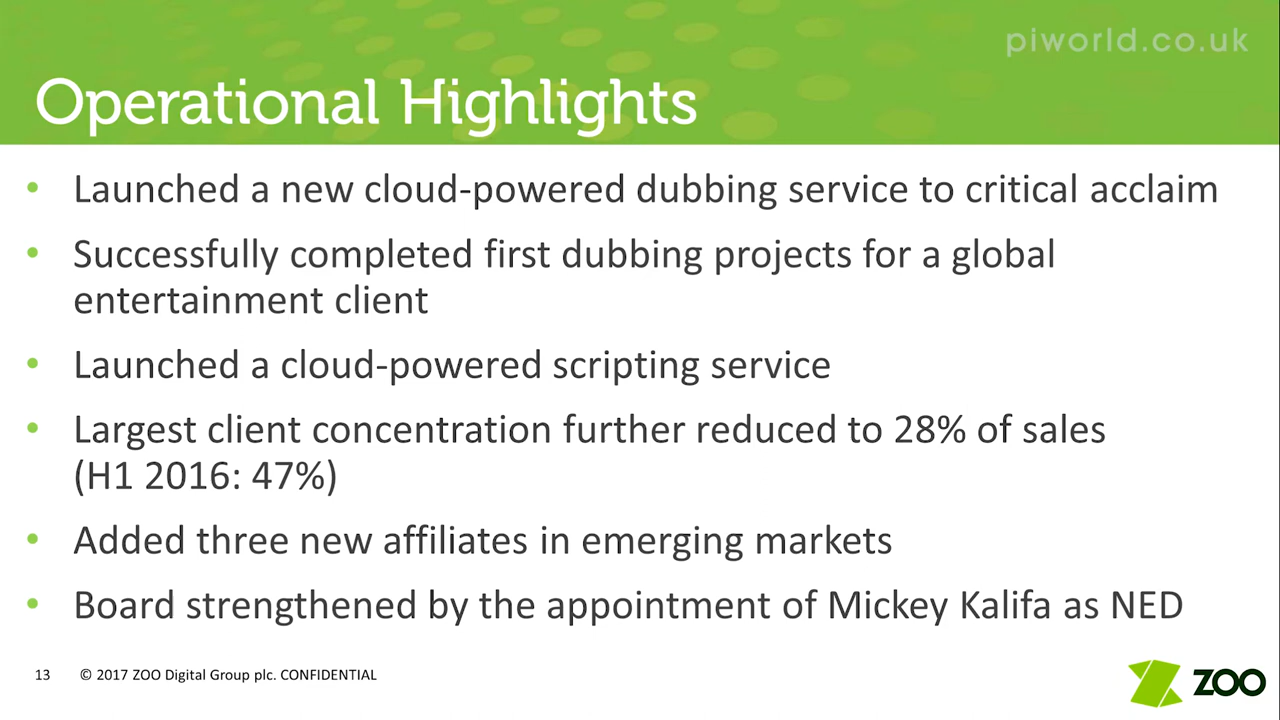 piworld.co.uk
Operational Highlights
• Launched a new cloud-powered dubbing service to critical acclaim
• Successfully completed first dubbing projects for a global
entertainment client
• Launched a cloud-powered scripting service
• Largest client concentration further reduced to 28% of sales
(H1 2016: 47%)
• Added three new affiliates in emerging markets
• Board strengthened by the appointment of Mickey Kalifa as NED
13 © 2017 ZOO Digital Group plc. CONFIDENTIAL
ZOO